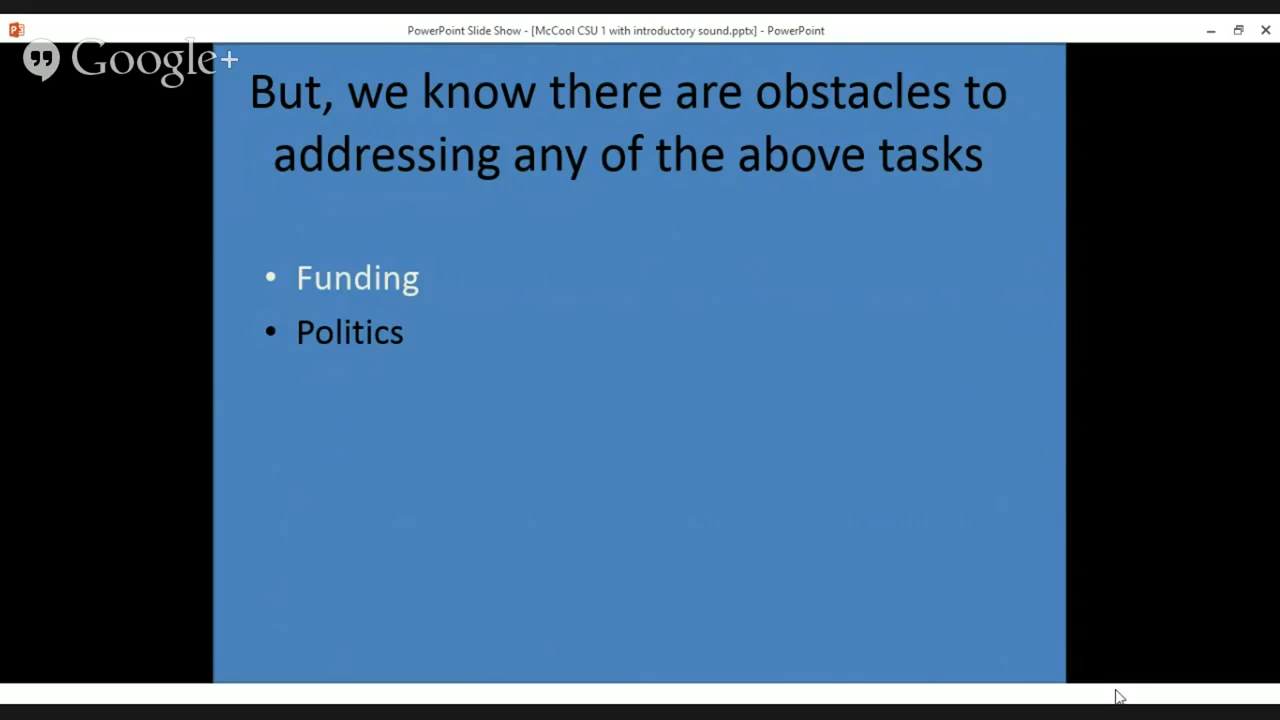 PowerPoint Slide Show - [McCool CSU 1 with introductory sound.pptx] - PowerPoint
Google+
But, we know there are obstacles to
addressing any of the above tasks
• Funding
• Politics